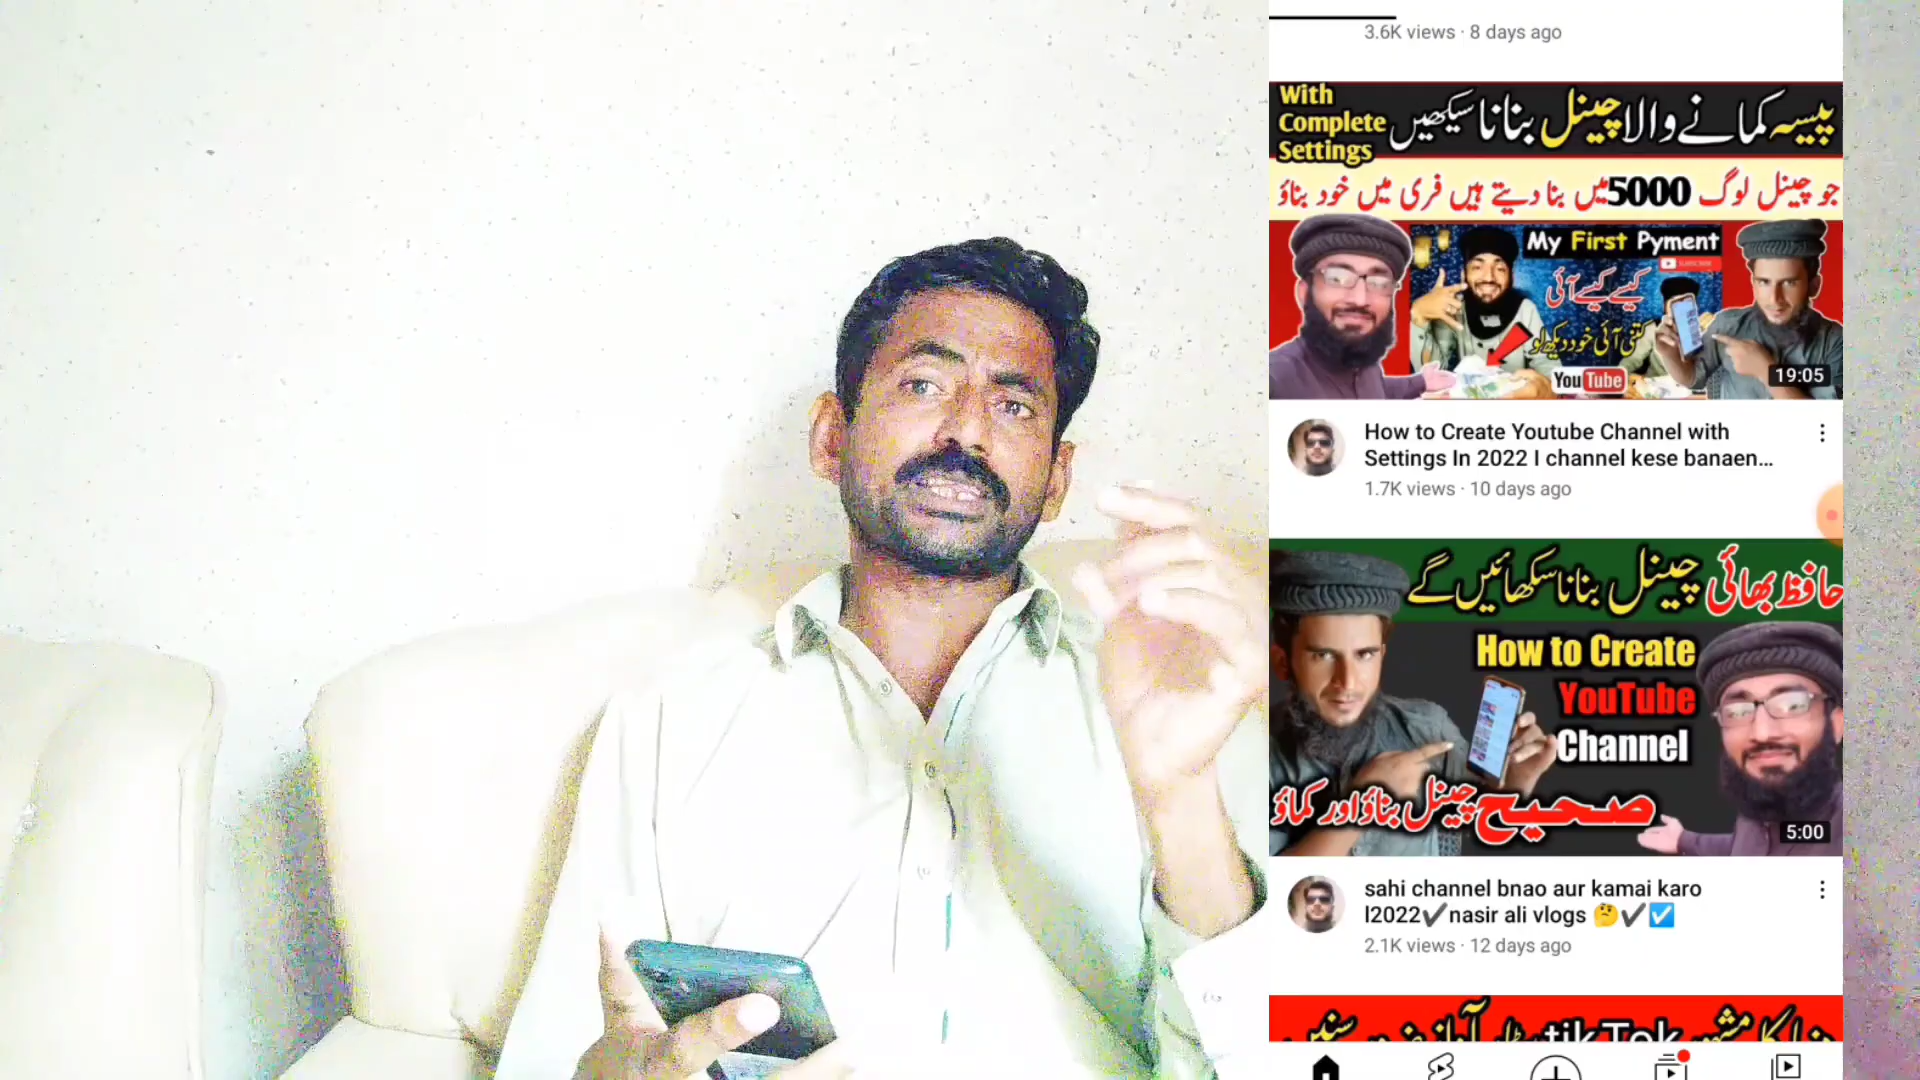 3.6K views · 8 days ago
With
Complete
Settings
پیسہ کمانے والا چینل بنانا سیکھیں
جو چینل لوگ 5000 میں بنا دیتے ہیں فری میں خود بناؤ
My First Pyment
کیسے کیسے آئی
کتنی آئی خود دیکھ لو
YouTube
19:05
How to Create Youtube Channel with
Settings In 2022 I channel kese banaen...
1.7K views · 10 days ago
حافظ بھائی چینل بنانا سکھائیں گے
How to Create
YouTube
Channel
صحیح چینل بناؤ اور کماؤ
5:00
sahi channel bnao aur kamai karo
l2022✔nasir ali vlogs 🤔✔☑
2.1K views · 12 days ago
tikTok